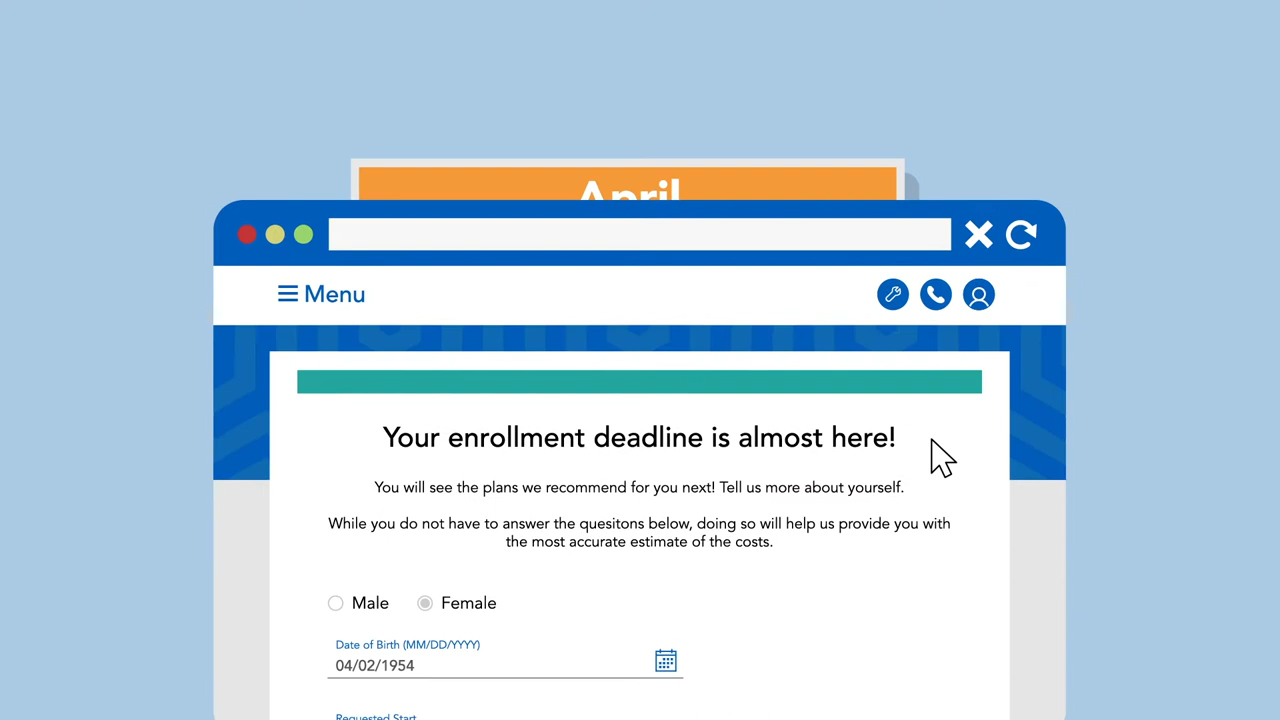 April
Menu
Your enrollment deadline is almost here!
You will see the plans we recommend for you next! Tell us more about yourself.
While you do not have to answer the quesitons below, doing so will help us provide you with
the most accurate estimate of the costs.
Male Female
Date of Birth (MM/DD/YYYY)
04/02/1954
Requested Start